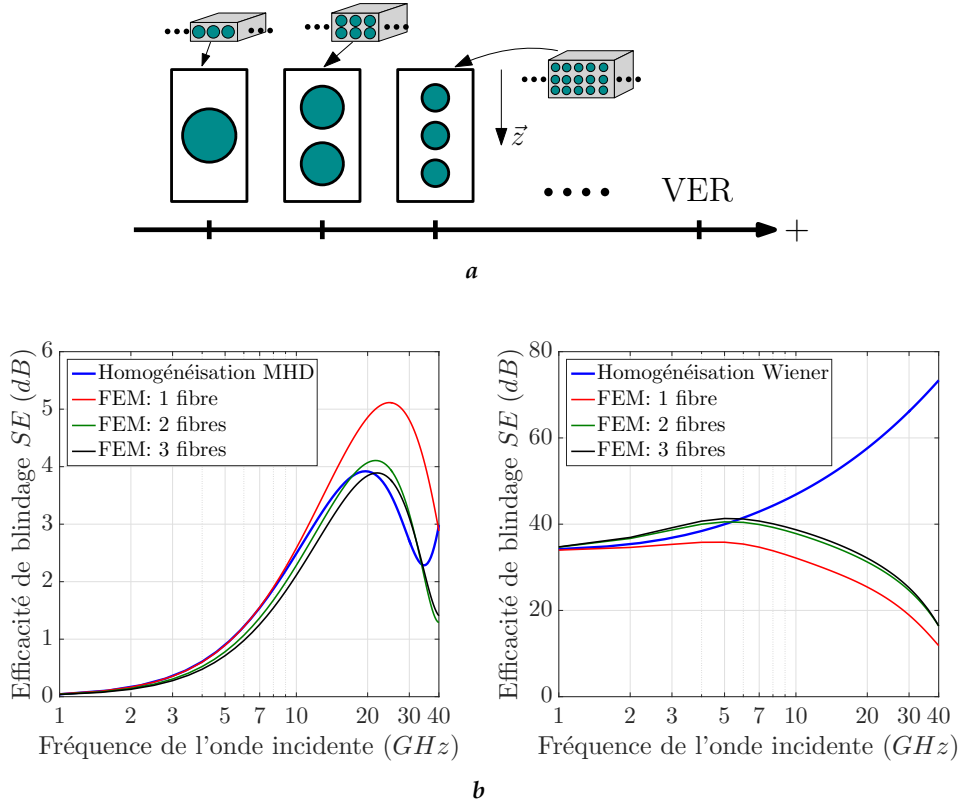 $\vec{z}$
VER
+
a
Efficacité de blindage SE (dB)
6
5
4
3
2
1
0
Homogénéisation MHD
FEM: 1 fibre
FEM: 2 fibres
FEM: 3 fibres
1 2 3 5 7 10 20 30 40
Fréquence de l'onde incidente (GHz)
Efficacité de blindage SE (dB)
80
60
40
20
0
Homogénéisation Wiener
FEM: 1 fibre
FEM: 2 fibres
FEM: 3 fibres
1 2 3 5 7 10 20 30 40
Fréquence de l'onde incidente (GHz)
b